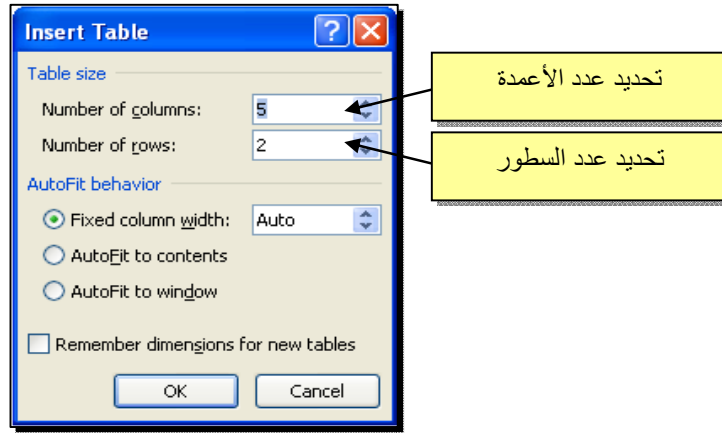 Insert Table
Table size
Number of columns: 5
تحديد عدد الأعمدة
Number of rows: 2
تحديد عدد السطور
AutoFit behavior
Fixed column width: Auto
AutoFit to contents
AutoFit to window
Remember dimensions for new tables
OK Cancel